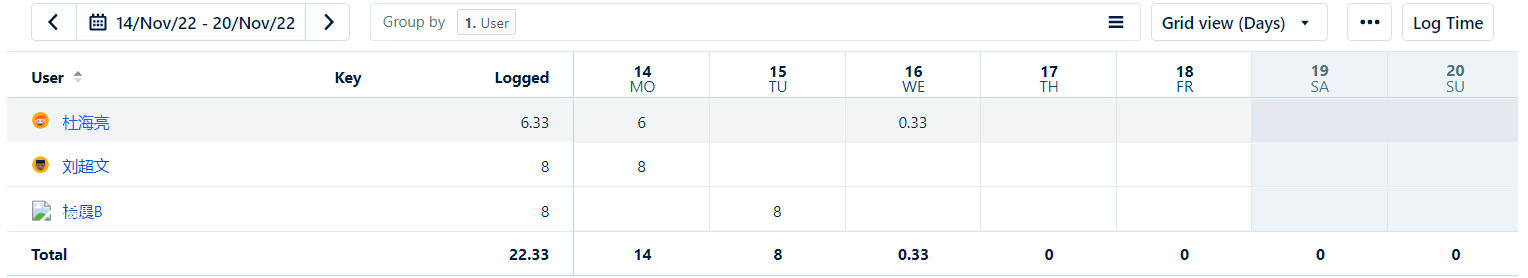 14/Nov/22 - 20/Nov/22 Group by 1. User Grid view (Days) Log Time
User Key Logged 14 15 16 17 18 19 20
MO TU WE TH FR SA SU
杜海亮 6.33 6 0.33
刘超文 8 8
杨晨B 8 8
Total 22.33 14 8 0.33 0 0 0 0